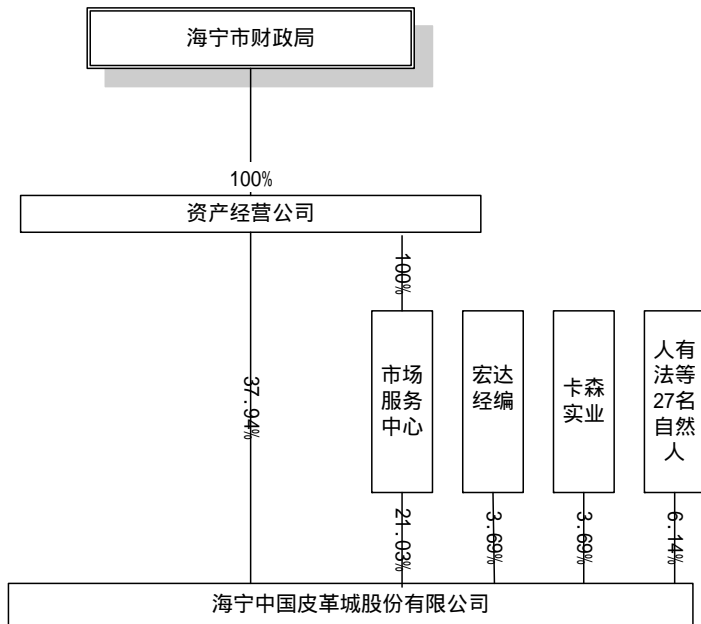 海宁市财政局
100%
资产经营公司
100%
37.94%
市场
服务
中心
宏达
经编
卡森
实业
人有
法等
27名
自然
人
21.03%
3.69%
3.69%
6.14%
海宁中国皮革城股份有限公司